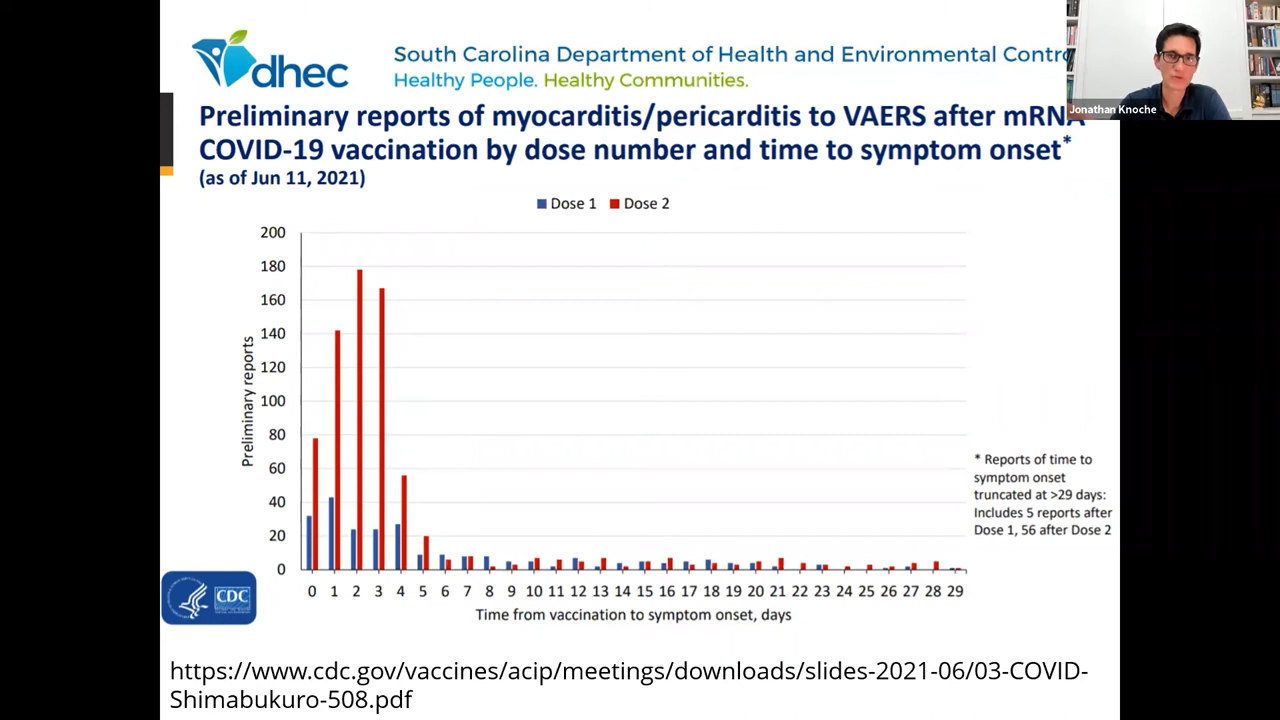 dhec
South Carolina Department of Health and Environmental Contro
Healthy People. Healthy Communities.
Jonathan Knoche
Preliminary reports of myocarditis/pericarditis to VAERS after mRNA
COVID-19 vaccination by dose number and time to symptom onset*
(as of Jun 11, 2021)
Dose 1 Dose 2
200
180
160
140
120
100
80
60
40
20
0
Preliminary reports
0 1 2 3 4 5 6 7 8 9 10 11 12 13 14 15 16 17 18 19 20 21 22 23 24 25 26 27 28 29
Time from vaccination to symptom onset, days
* Reports of time to
symptom onset
truncated at >29 days:
Includes 5 reports after
Dose 1, 56 after Dose 2
CDC
https://www.cdc.gov/vaccines/acip/meetings/downloads/slides-2021-06/03-COVID-
Shimabukuro-508.pdf